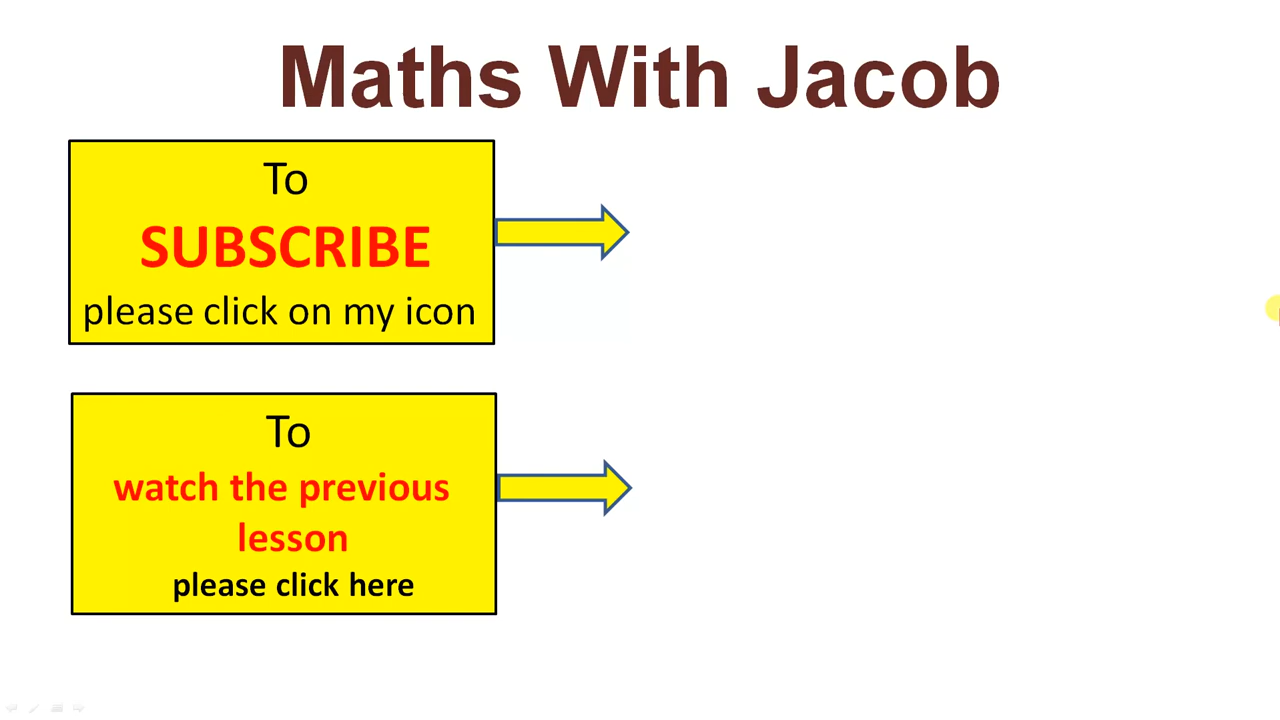 Maths With Jacob
To
SUBSCRIBE
please click on my icon
To
watch the previous
lesson
please click here